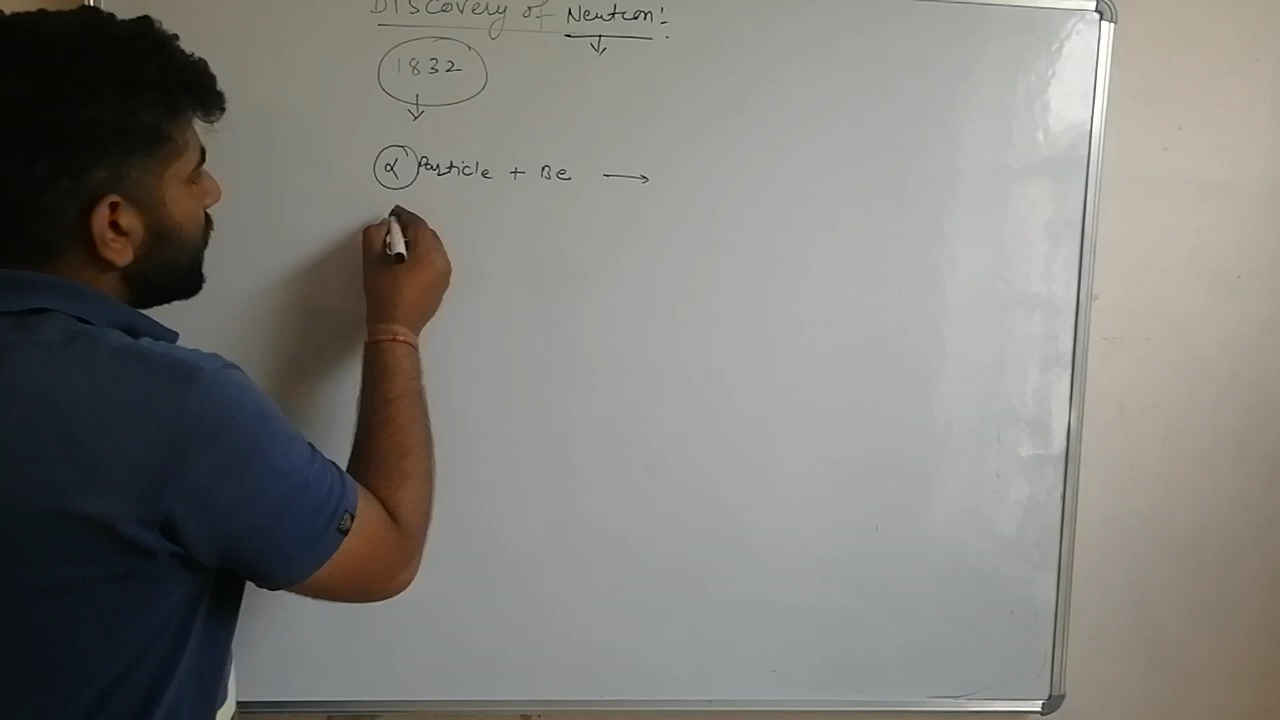 Discovery of Neutron:
1832
α Particle + Be →